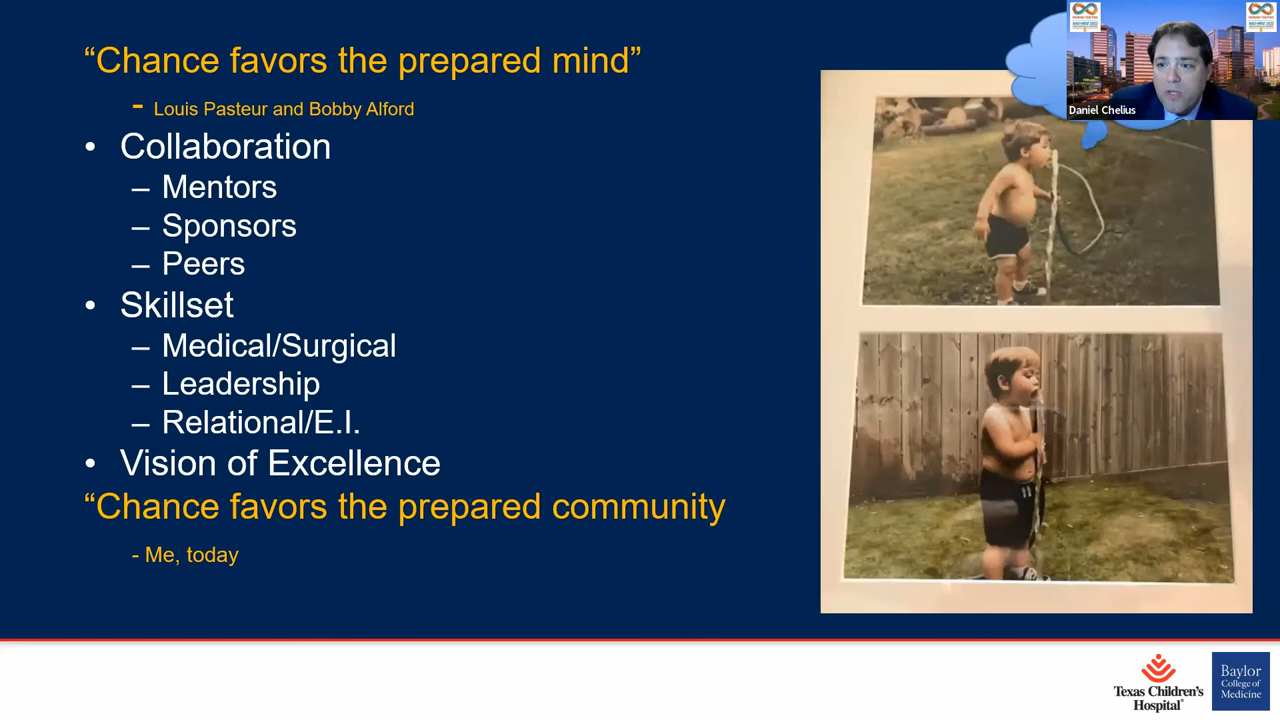 “Chance favors the prepared mind”
- Louis Pasteur and Bobby Alford
• Collaboration
– Mentors
– Sponsors
– Peers
• Skillset
– Medical/Surgical
– Leadership
– Relational/E.I.
• Vision of Excellence
“Chance favors the prepared community
- Me, today
Daniel Chelius
Texas Children's
Hospital
Baylor
College of
Medicine